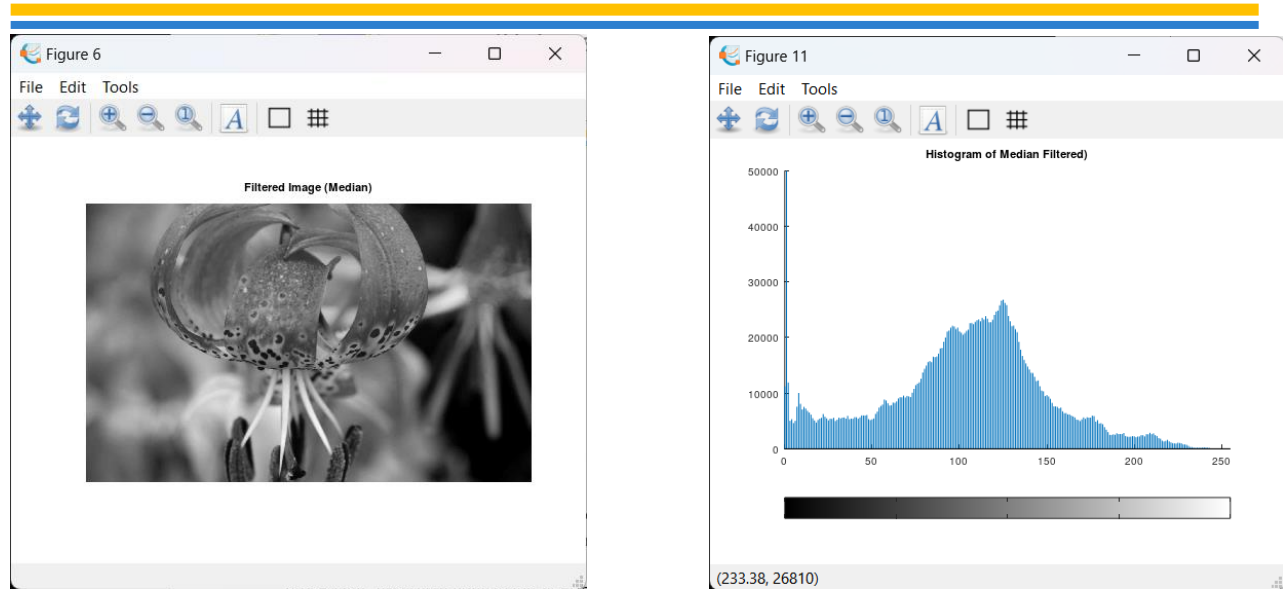 Figure 6
File Edit Tools
A
Filtered Image (Median)
Figure 11
File Edit Tools
A
Histogram of Median Filtered)
50000
40000
30000
20000
10000
0
0 50 100 150 200 250
(233.38, 26810)